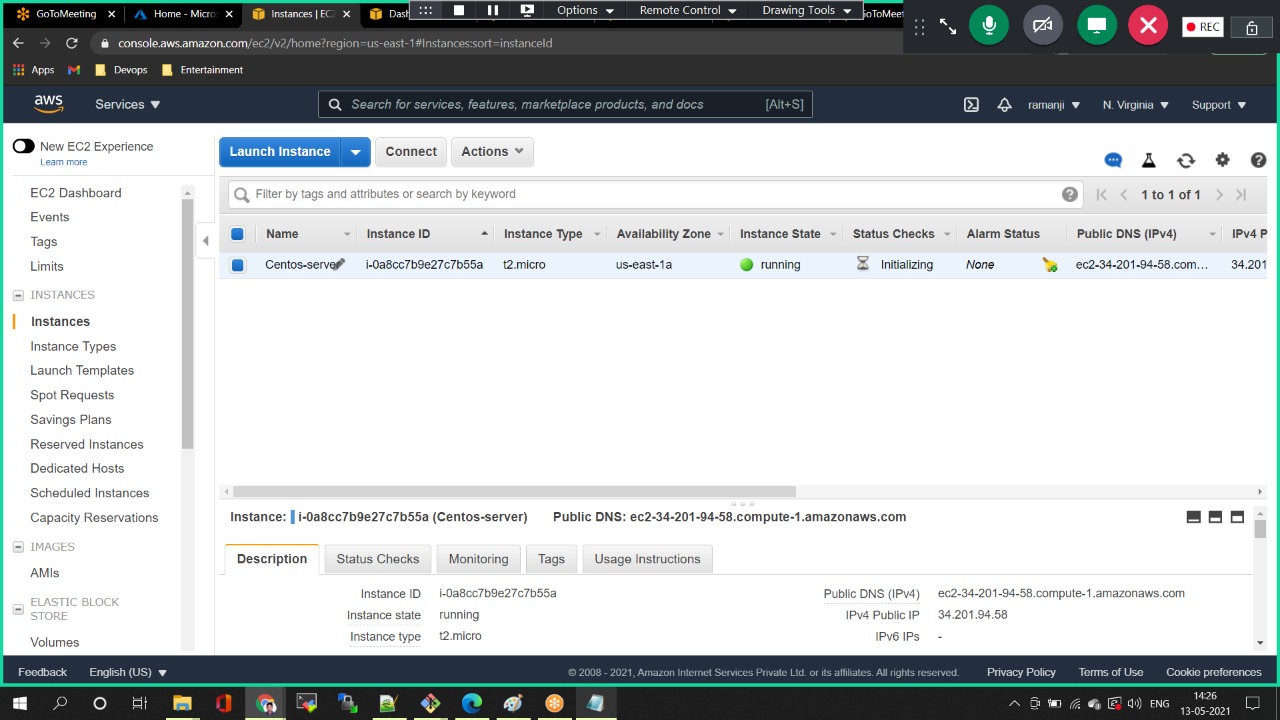 GoToMeeting
Home - Micros
Instances | EC2
Das
Options
Remote Control
Drawing Tools
GoToMee
REC
console.aws.amazon.com/ec2/v2/home?region=us-east-1#Instances:sort=instanceId
Apps
Devops
Entertainment
aws
Services
Search for services, features, marketplace products, and docs
[Alt+S]
ramanji
N. Virginia
Support
New EC2 Experience
Learn more
Launch Instance
Connect
Actions
EC2 Dashboard
Events
Tags
Limits
INSTANCES
Instances
Instance Types
Launch Templates
Spot Requests
Savings Plans
Reserved Instances
Dedicated Hosts
Scheduled Instances
Capacity Reservations
IMAGES
AMIs
ELASTIC BLOCK
STORE
Volumes
Filter by tags and attributes or search by keyword
1 to 1 of 1
Name Instance ID Instance Type Availability Zone Instance State Status Checks Alarm Status Public DNS (IPv4) IPv4 P
Centos-server i-0a8cc7b9e27c7b55a t2.micro us-east-1a running Initializing None ec2-34-201-94-58.com... 34.201
Instance: i-0a8cc7b9e27c7b55a (Centos-server) Public DNS: ec2-34-201-94-58.compute-1.amazonaws.com
Description Status Checks Monitoring Tags Usage Instructions
Instance ID i-0a8cc7b9e27c7b55a Public DNS (IPv4) ec2-34-201-94-58.compute-1.amazonaws.com
Instance state running IPv4 Public IP 34.201.94.58
Instance type t2.micro IPv6 IPs -
Feedback English (US) © 2008 - 2021, Amazon Internet Services Private Ltd. or its affiliates. All rights reserved. Privacy Policy Terms of Use Cookie preferences
ENG
14:26
13-05-2021